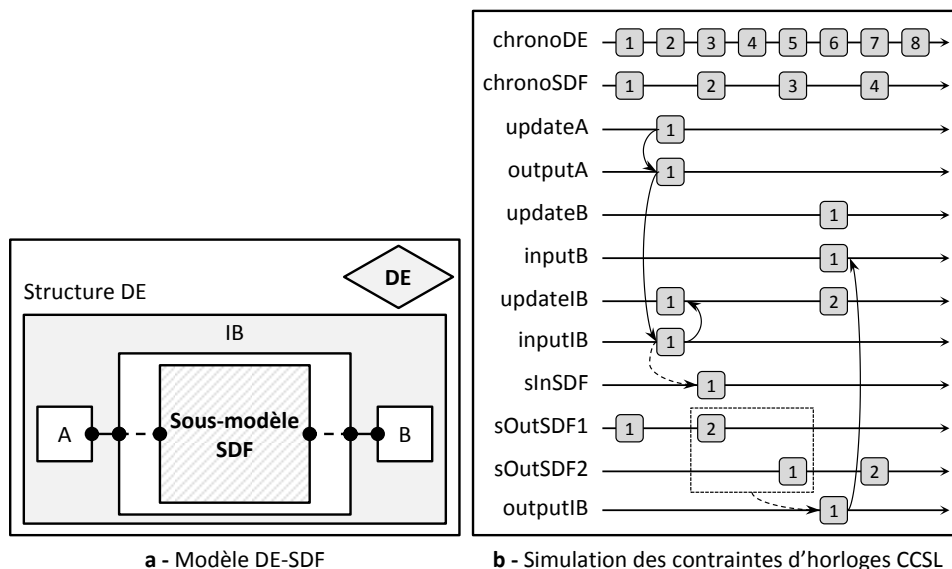 DE
Structure DE
IB
A
Sous-modèle
SDF
B
a - Modèle DE-SDF
chronoDE 1 2 3 4 5 6 7 8
chronoSDF 1 2 3 4
updateA 1
outputA 1
updateB 1
inputB 1
updateIB 1 2
inputIB 1
sInSDF 1
sOutSDF1 1 2
sOutSDF2 1 2
outputIB 1
b - Simulation des contraintes d'horloges CCSL